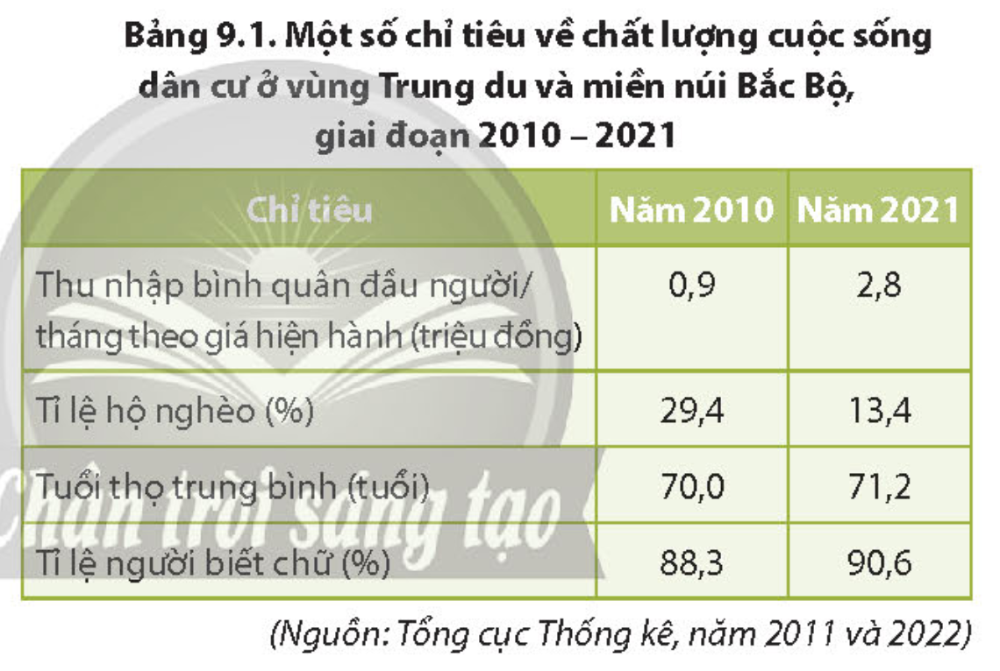 Bảng 9.1. Một số chỉ tiêu về chất lượng cuộc sống
dân cư ở vùng Trung du và miền núi Bắc Bộ,
giai đoạn 2010 – 2021
Chỉ tiêu Năm 2010 Năm 2021
Thu nhập bình quân đầu người/ 0,9 2,8
tháng theo giá hiện hành (triệu đồng)
Tỉ lệ hộ nghèo (%) 29,4 13,4
Tuổi thọ trung bình (tuổi) 70,0 71,2
Chân trời sáng tạo
Tỉ lệ người biết chữ (%) 88,3 90,6
(Nguồn: Tổng cục Thống kê, năm 2011 và 2022)